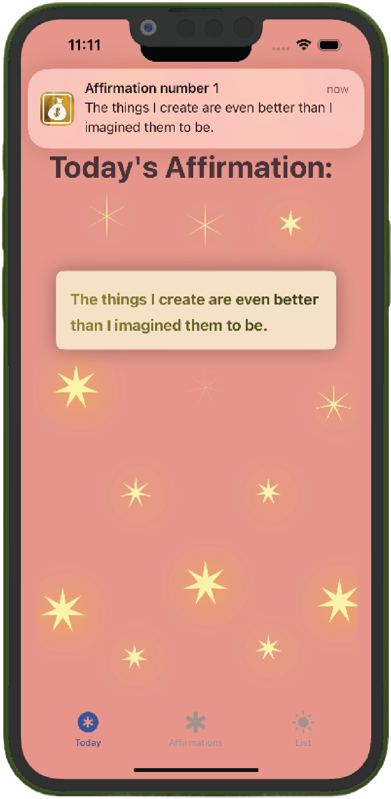 11:11
Affirmation number 1
now
The things I create are even better than I
imagined them to be.
Today's Affirmation:
The things I create are even better
than I imagined them to be.
Today
Affirmations
List